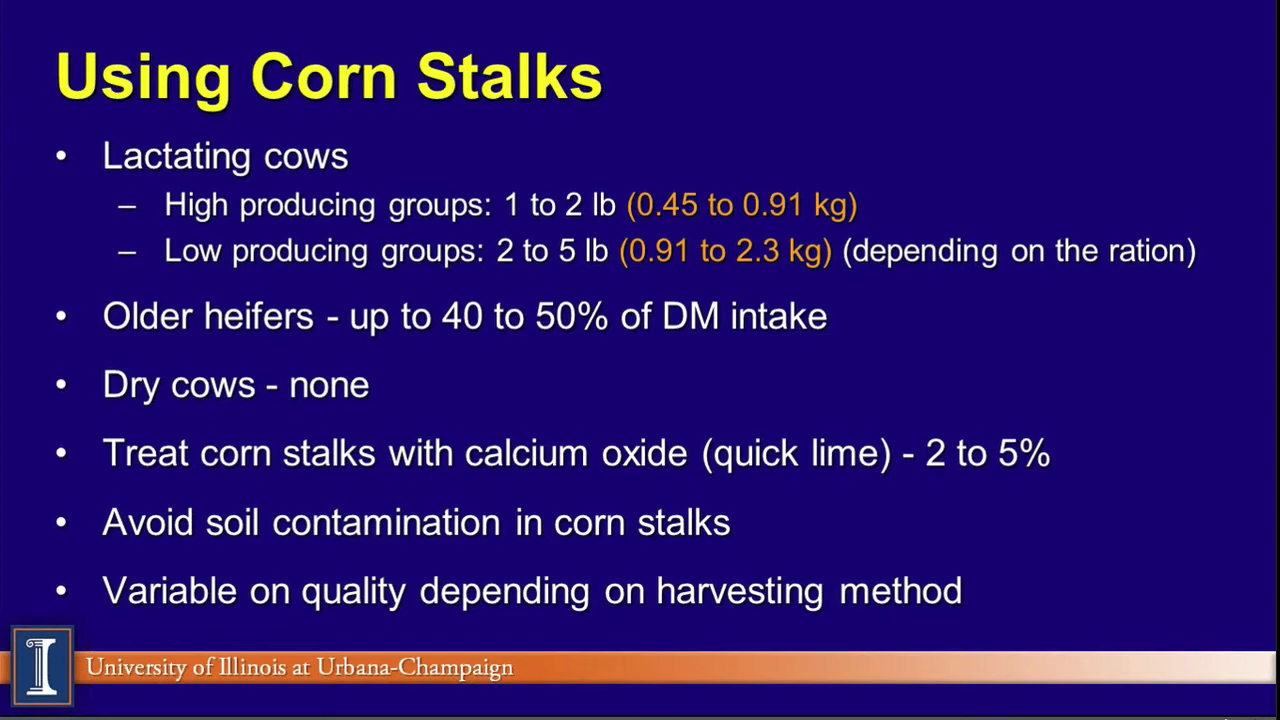 Using Corn Stalks
• Lactating cows
– High producing groups: 1 to 2 lb (0.45 to 0.91 kg)
– Low producing groups: 2 to 5 lb (0.91 to 2.3 kg) (depending on the ration)
• Older heifers - up to 40 to 50% of DM intake
• Dry cows - none
• Treat corn stalks with calcium oxide (quick lime) - 2 to 5%
• Avoid soil contamination in corn stalks
• Variable on quality depending on harvesting method
I University of Illinois at Urbana-Champaign